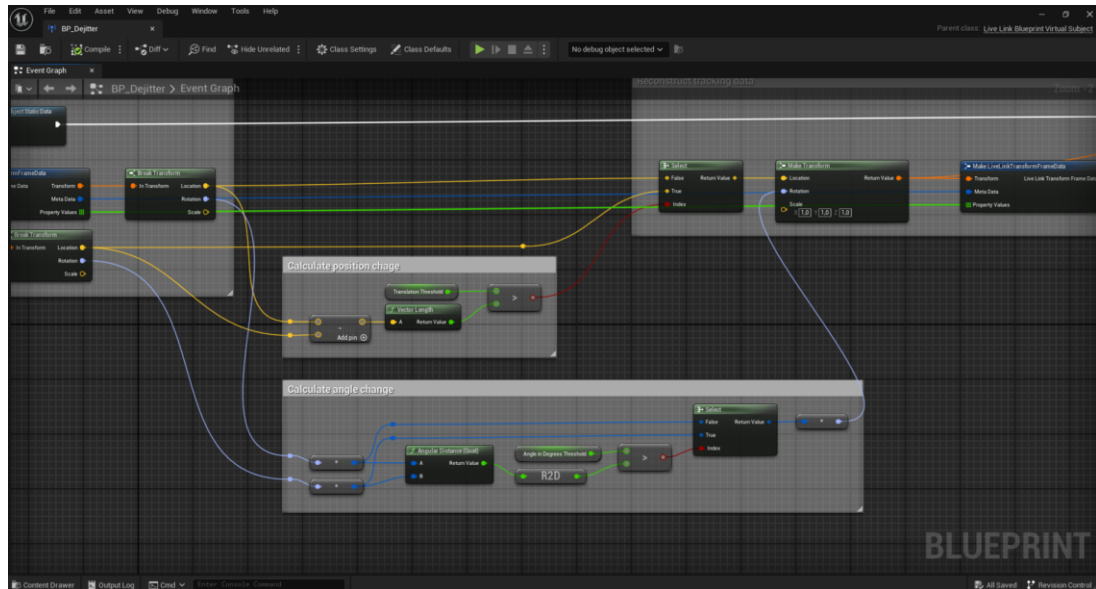 File Edit Asset View Debug Window Tools Help
BP_Dejitter
Parent class: Live Link Blueprint Virtual Subject
Compile Diff Find Hide Unrelated Class Settings Class Defaults No debug object selected
Event Graph
BP_Dejitter > Event Graph
Reconstruct tracking data
Zoom -2
bject Static Data
rmFrameData
ne Data Transform
Meta Data
Property Values
Break Transform
In Transform Location
Rotation
Scale
Break Transform
In Transform Location
Rotation
Scale
Select
False Return Value
True
Index
Make Transform
Location Return Value
Rotation
Scale
X 1,0 Y 1,0 Z 1,0
Make LiveLinkTransformFrameData
Transform Live Link Transform Frame Data
Meta Data
Property Values
Calculate position chage
Translation Threshold
>
Vector Length
A Return Value
-
Add pin
Calculate angle change
Select
False Return Value
True
Index
Angular Distance (Quat)
A Return Value
B
Angle in Degrees Threshold
R2D
>
BLUEPRINT
Content Drawer Output Log Cmd Enter Console Command All Saved Revision Control